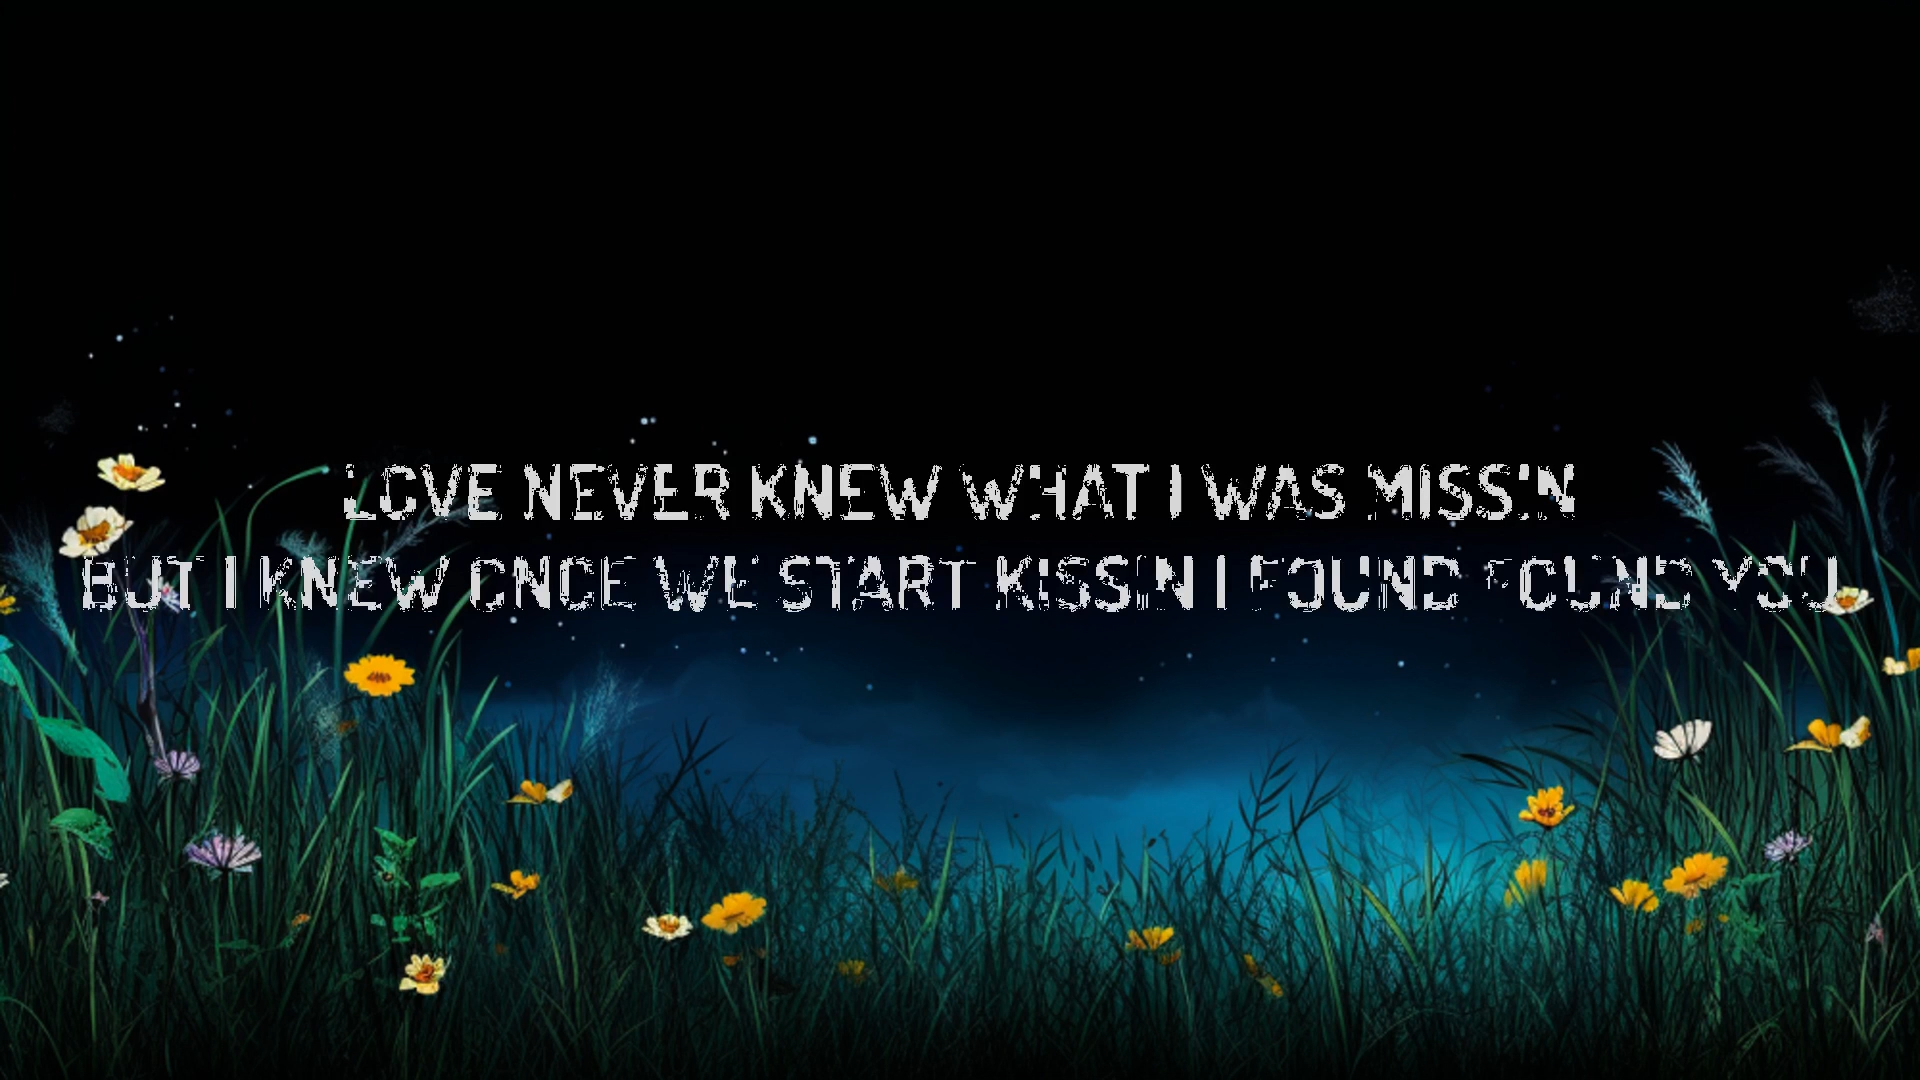 LOVE NEVER KNEW WHAT I WAS MISSIN
BUT I KNEW ONCE WE START KISSIN I FOUND FOUND YOU